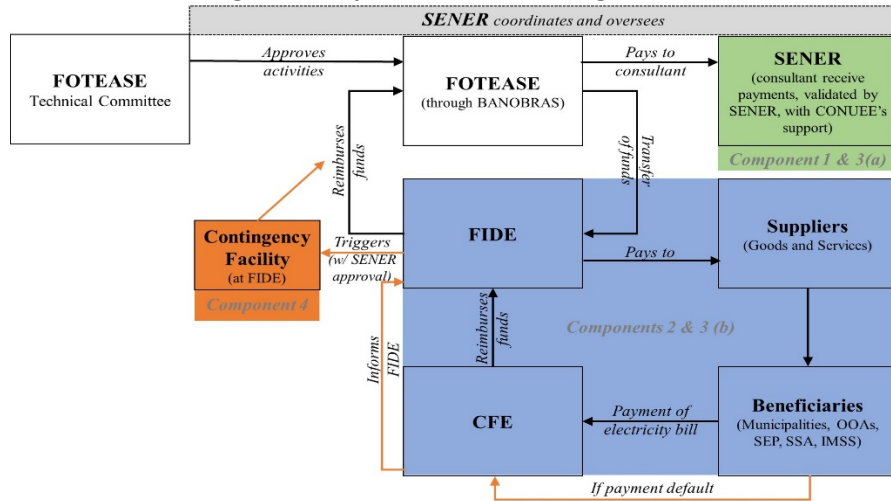 SENER coordinates and oversees
FOTEASE
Technical Committee
Approves
activities
FOTEASE
(through BANOBRAS)
Pays to
consultant
SENER
(consultant receive
payments, validated by
SENER, with CONUEE's
support)
Component 1 & 3(a)
Reimburses
funds
Transfer
of funds
Contingency
Facility
(at FIDE)
Component 4
Triggers
(w/ SENER
approval)
FIDE
Pays to
Suppliers
(Goods and Services)
Informs
FIDE
Reimburses
funds
Components 2 & 3 (b)
CFE
Payment of
electricity bill
Beneficiaries
(Municipalities, OOAs,
SEP, SSA, IMSS)
If payment default